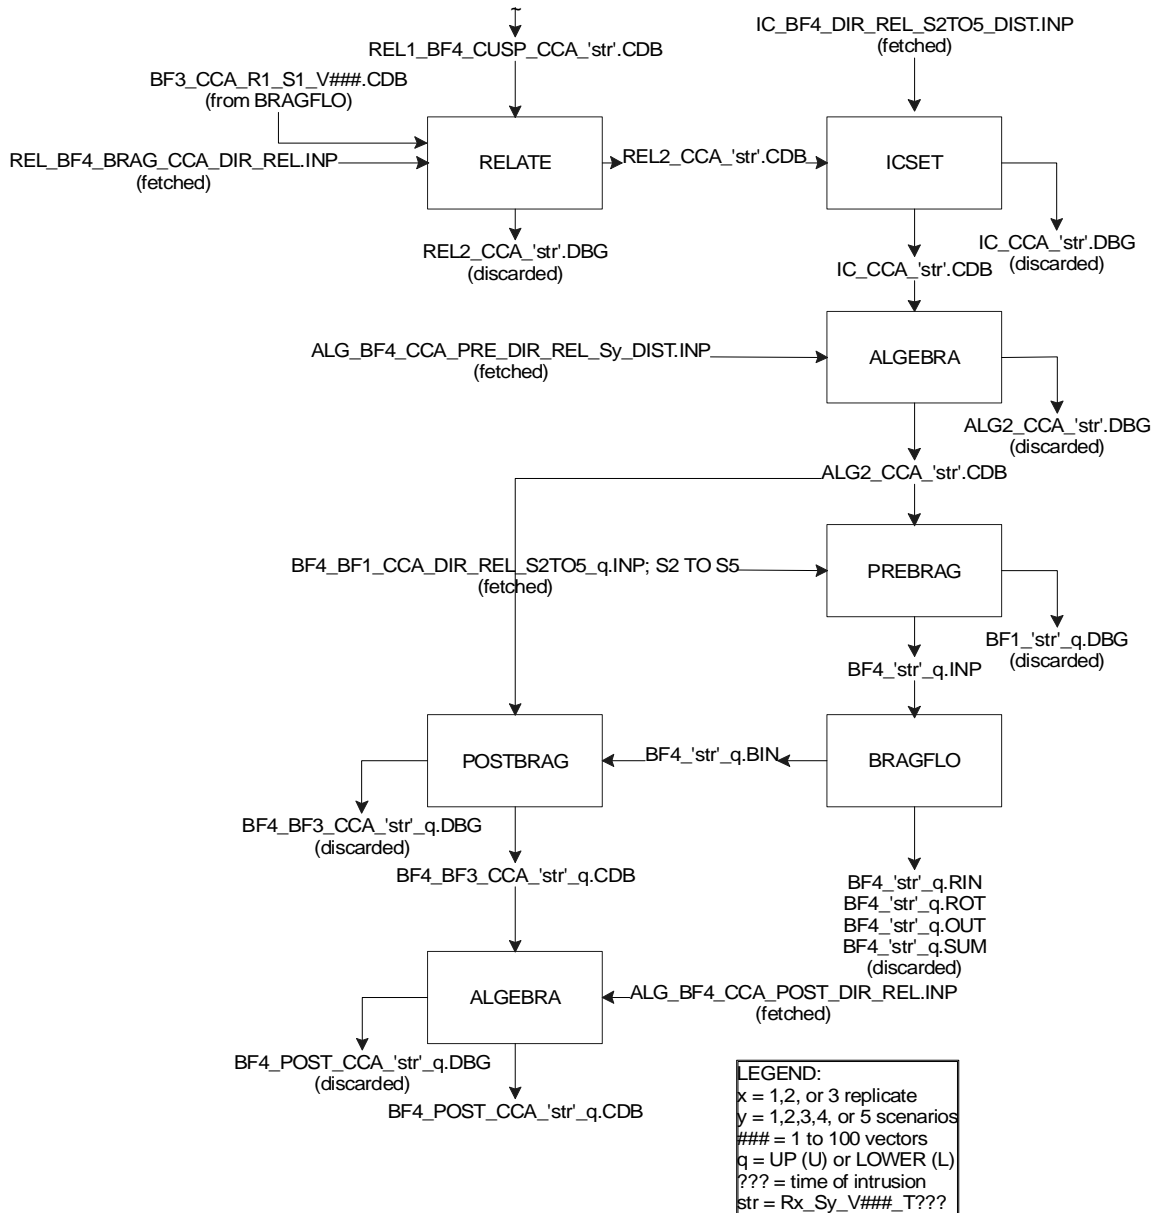 ~
REL1_BF4_CUSP_CCA_'str'.CDB
IC_BF4_DIR_REL_S2TO5_DIST.INP
(fetched)
BF3_CCA_R1_S1_V###.CDB
(from BRAGFLO)
REL_BF4_BRAG_CCA_DIR_REL.INP
(fetched)
RELATE
REL2_CCA_'str'.CDB
ICSET
REL2_CCA_'str'.DBG
(discarded)
IC_CCA_'str'.DBG
(discarded)
IC_CCA_'str'.CDB
ALG_BF4_CCA_PRE_DIR_REL_Sy_DIST.INP
(fetched)
ALGEBRA
ALG2_CCA_'str'.DBG
(discarded)
ALG2_CCA_'str'.CDB
BF4_BF1_CCA_DIR_REL_S2TO5_q.INP; S2 TO S5
(fetched)
PREBRAG
BF1_'str'_q.DBG
(discarded)
BF4_'str'_q.INP
POSTBRAG
BF4_'str'_q.BIN
BRAGFLO
BF4_BF3_CCA_'str'_q.DBG
(discarded)
BF4_BF3_CCA_'str'_q.CDB
BF4_'str'_q.RIN
BF4_'str'_q.ROT
BF4_'str'_q.OUT
BF4_'str'_q.SUM
(discarded)
ALGEBRA
ALG_BF4_CCA_POST_DIR_REL.INP
(fetched)
BF4_POST_CCA_'str'_q.DBG
(discarded)
BF4_POST_CCA_'str'_q.CDB
LEGEND:
x = 1,2, or 3 replicate
y = 1,2,3,4, or 5 scenarios
### = 1 to 100 vectors
q = UP (U) or LOWER (L)
??? = time of intrusion
str = Rx_Sy_V###_T???